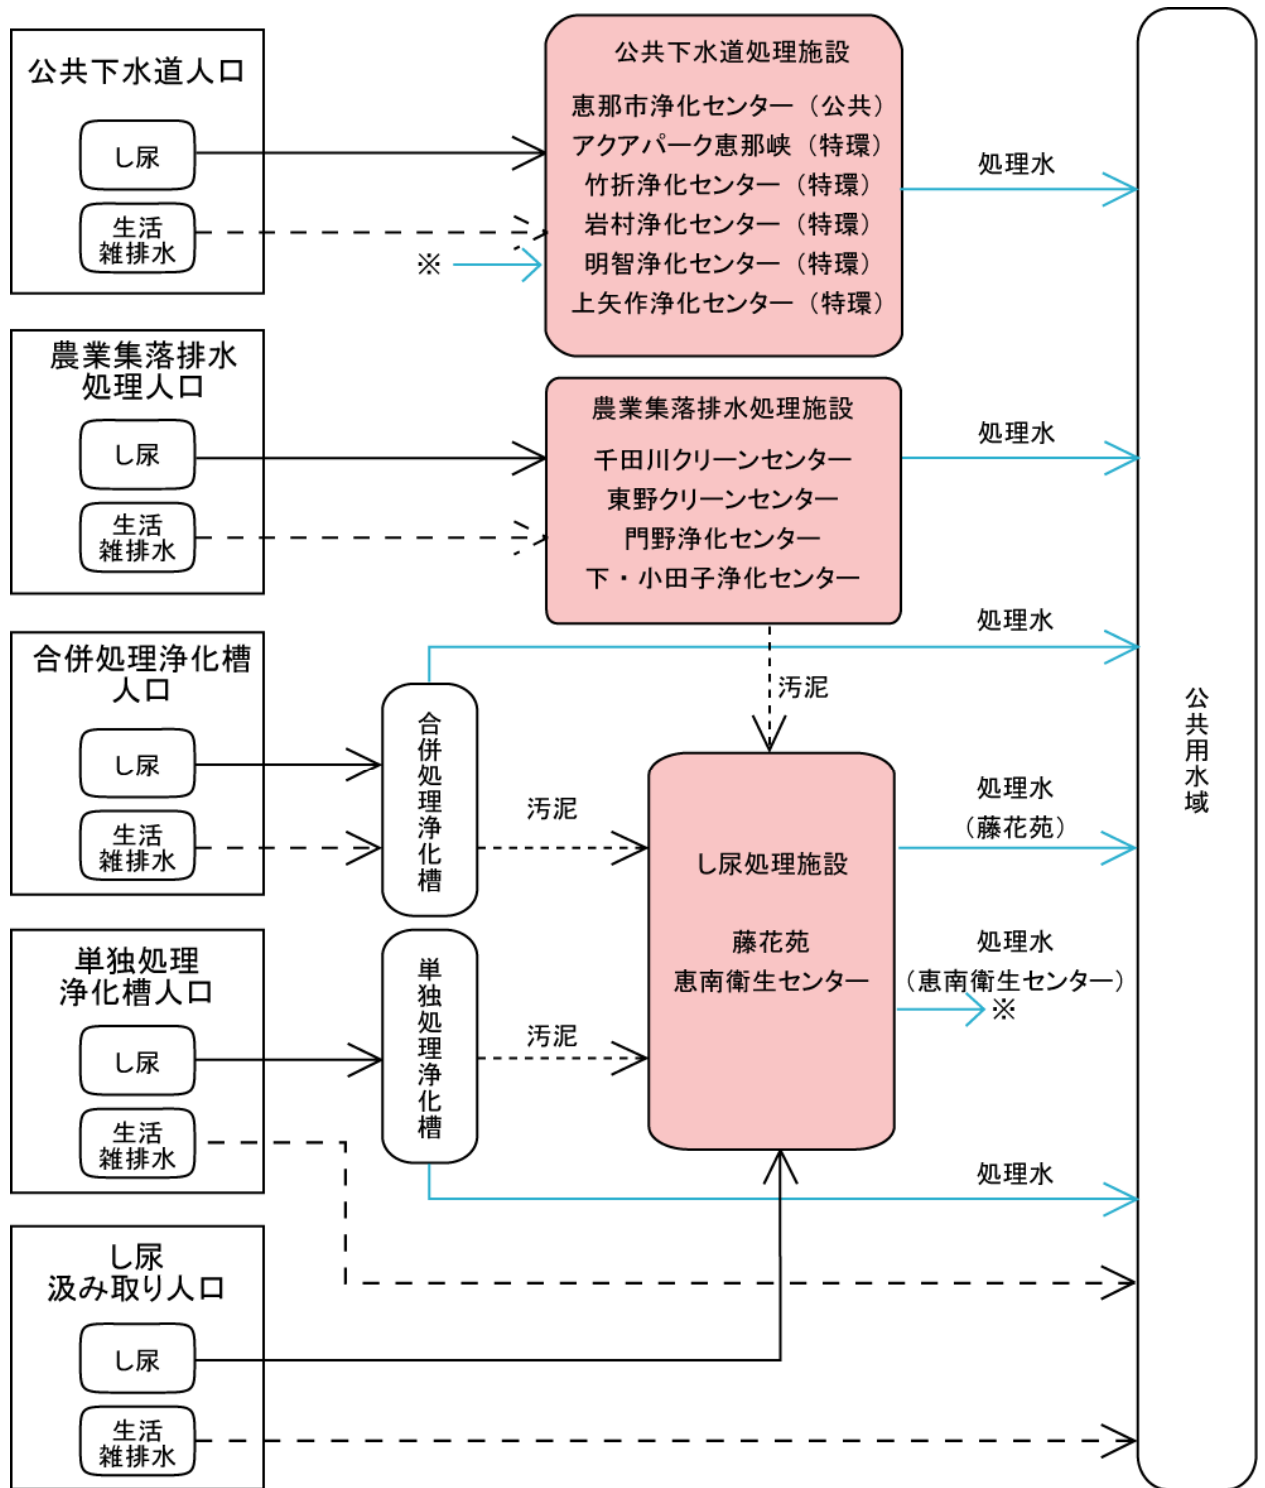 公共下水道人口
し尿
生活
雑排水
※
公共下水道処理施設
恵那市浄化センター（公共）
アクアパーク恵那峡（特環）
竹折浄化センター（特環）
岩村浄化センター（特環）
明智浄化センター（特環）
上矢作浄化センター（特環）
処理水
農業集落排水
処理人口
し尿
生活
雑排水
農業集落排水処理施設
千田川クリーンセンター
東野クリーンセンター
門野浄化センター
下・小田子浄化センター
処理水
処理水
汚泥
合併処理浄化槽
人口
し尿
生活
雑排水
合併処理浄化槽
汚泥
し尿処理施設
藤花苑
恵南衛生センター
処理水
（藤花苑）
処理水
（恵南衛生センター）
※
単独処理
浄化槽人口
し尿
生活
雑排水
単独処理浄化槽
汚泥
処理水
し尿
汲み取り人口
し尿
生活
雑排水
公共用水域